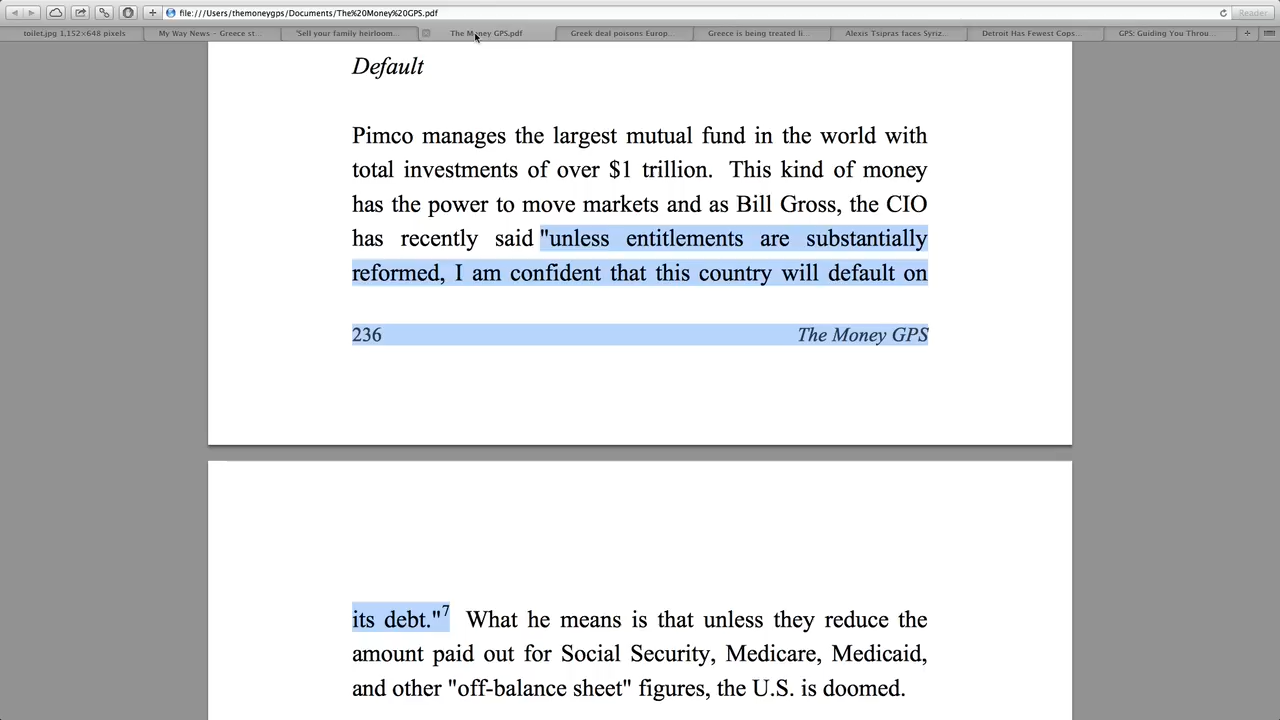 file:///Users/themoneygps/Documents/The%20Money%20GPS.pdf
Reader
toilet.jpg 1,152×648 pixels
My Way News – Greece st...
'Sell your family heirloom...
The Money GPS.pdf
Greek deal poisons Europ...
Greece is being treated li...
Alexis Tsipras faces Syriz...
Detroit Has Fewest Cops...
GPS: Guiding You Throu...
Default
Pimco manages the largest mutual fund in the world with
total investments of over $1 trillion. This kind of money
has the power to move markets and as Bill Gross, the CIO
has recently said "unless entitlements are substantially
reformed, I am confident that this country will default on
236 The Money GPS
its debt."7 What he means is that unless they reduce the
amount paid out for Social Security, Medicare, Medicaid,
and other "off-balance sheet" figures, the U.S. is doomed.